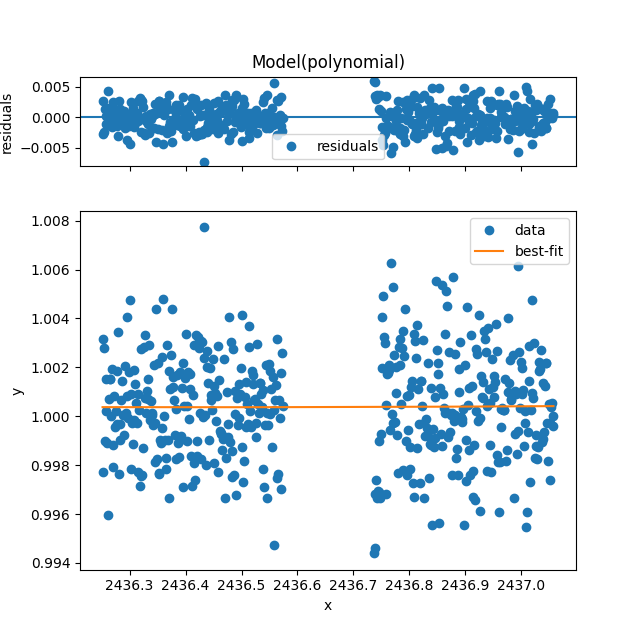 Model(polynomial)
0.005
0.000
−0.005
residuals
residuals
1.008
1.006
1.004
1.002
1.000
0.998
0.996
0.994
y
data
best-fit
2436.3 2436.4 2436.5 2436.6 2436.7 2436.8 2436.9 2437.0
x